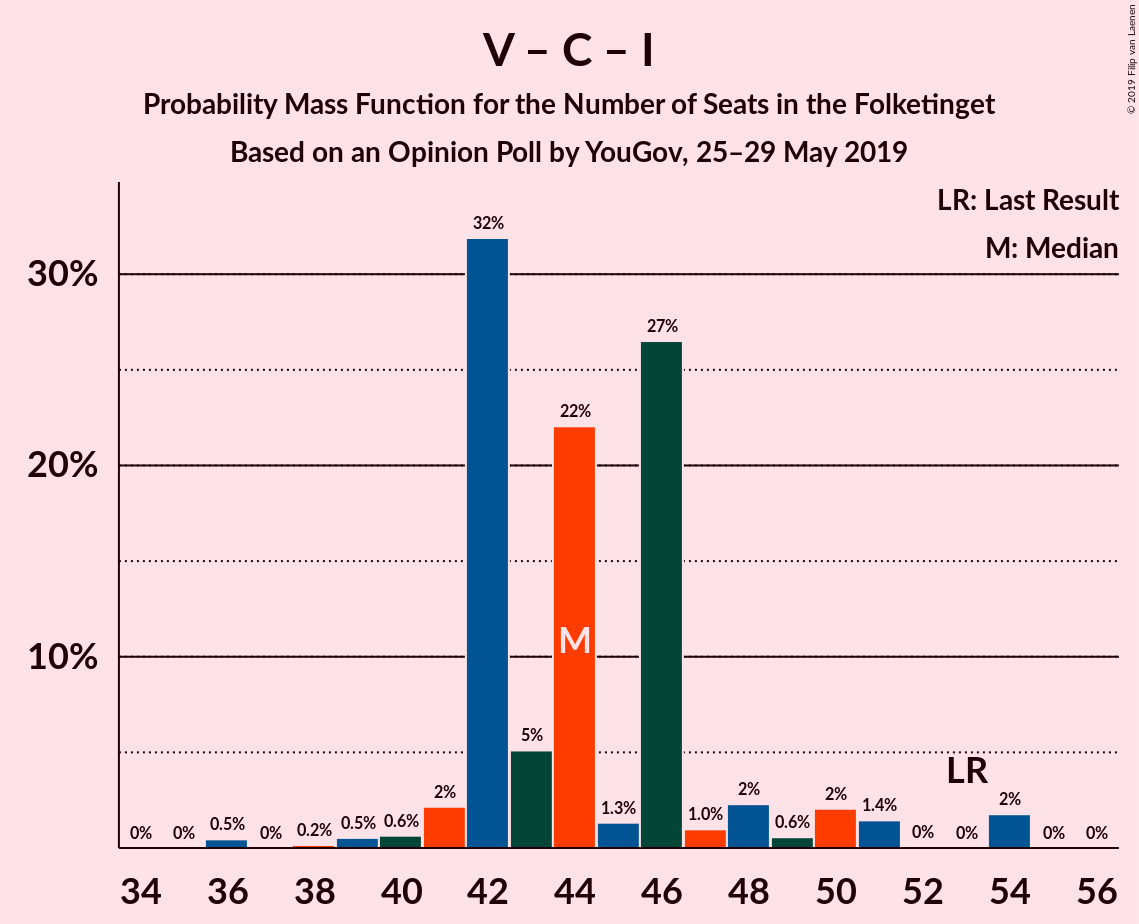 © 2019 Filip van Laenen
V – C – I
Probability Mass Function for the Number of Seats in the Folketinget
Based on an Opinion Poll by YouGov, 25–29 May 2019
LR: Last Result
M: Median
30%
20%
10%
0% 0% 0.5% 0% 0.2% 0.5% 0.6% 2% 32% 5% 22% 1.3% 27% 1.0% 2% 0.6% 2% 1.4% 0% 0% 2% 0% 0%
M
LR
34 36 38 40 42 44 46 48 50 52 54 56